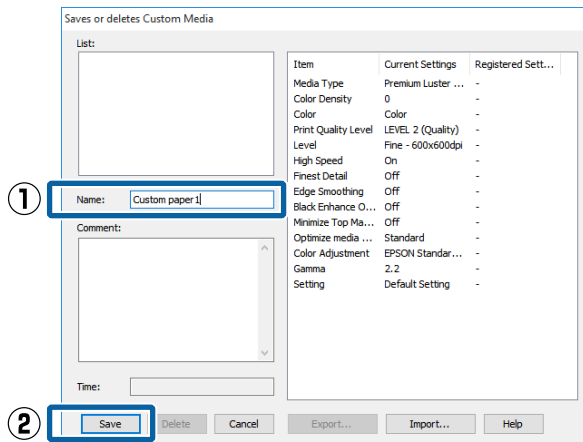 Saves or deletes Custom Media
List:
Item Current Settings Registered Sett...
Media Type Premium Luster ... -
Color Density 0 -
Color Color -
Print Quality Level LEVEL 2 (Quality) -
Level Fine - 600x600dpi -
High Speed On -
Finest Detail Off -
Edge Smoothing Off -
Black Enhance O... Off -
Minimize Top Ma... Off -
Optimize media ... Standard -
Color Adjustment EPSON Standar... -
Gamma 2.2 -
Setting Default Setting -
1 Name: Custom paper1
Comment:
Time:
2 Save Delete Cancel Export... Import... Help